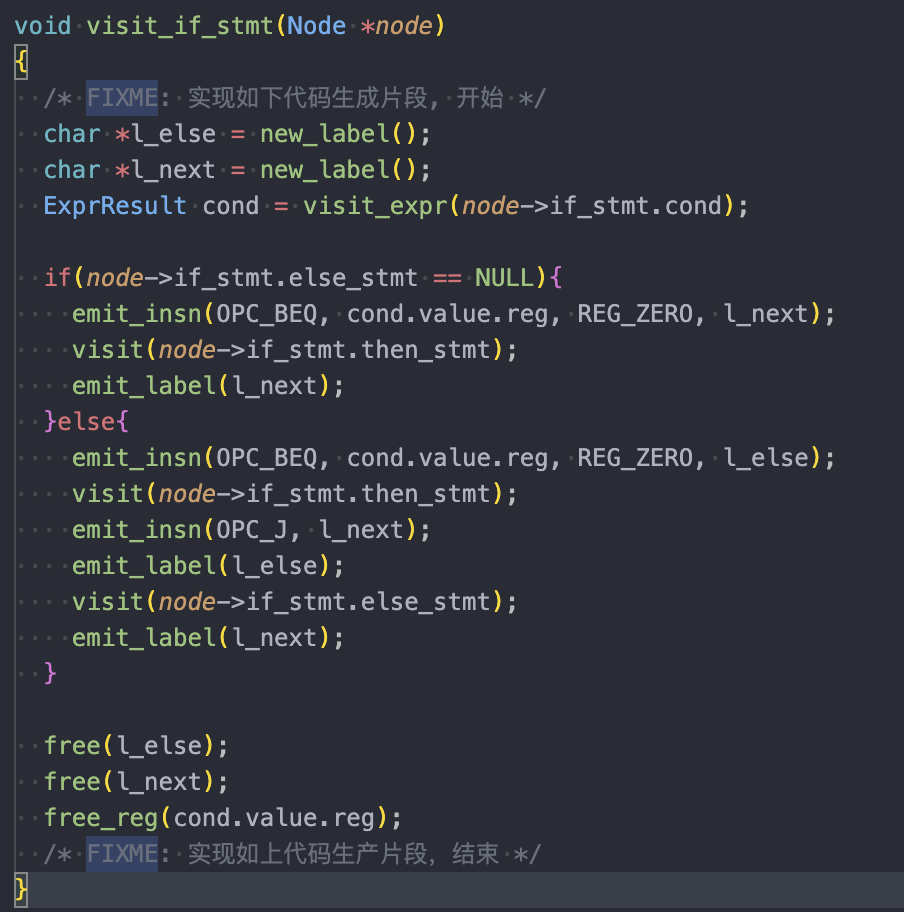 void visit_if_stmt(Node *node)
{
  /* FIXME: 实现如下代码生成片段, 开始 */
  char *l_else = new_label();
  char *l_next = new_label();
  ExprResult cond = visit_expr(node->if_stmt.cond);

  if(node->if_stmt.else_stmt == NULL){
    emit_insn(OPC_BEQ, cond.value.reg, REG_ZERO, l_next);
    visit(node->if_stmt.then_stmt);
    emit_label(l_next);
  }else{
    emit_insn(OPC_BEQ, cond.value.reg, REG_ZERO, l_else);
    visit(node->if_stmt.then_stmt);
    emit_insn(OPC_J, l_next);
    emit_label(l_else);
    visit(node->if_stmt.else_stmt);
    emit_label(l_next);
  }

  free(l_else);
  free(l_next);
  free_reg(cond.value.reg);
  /* FIXME: 实现如上代码生产片段, 结束 */
}